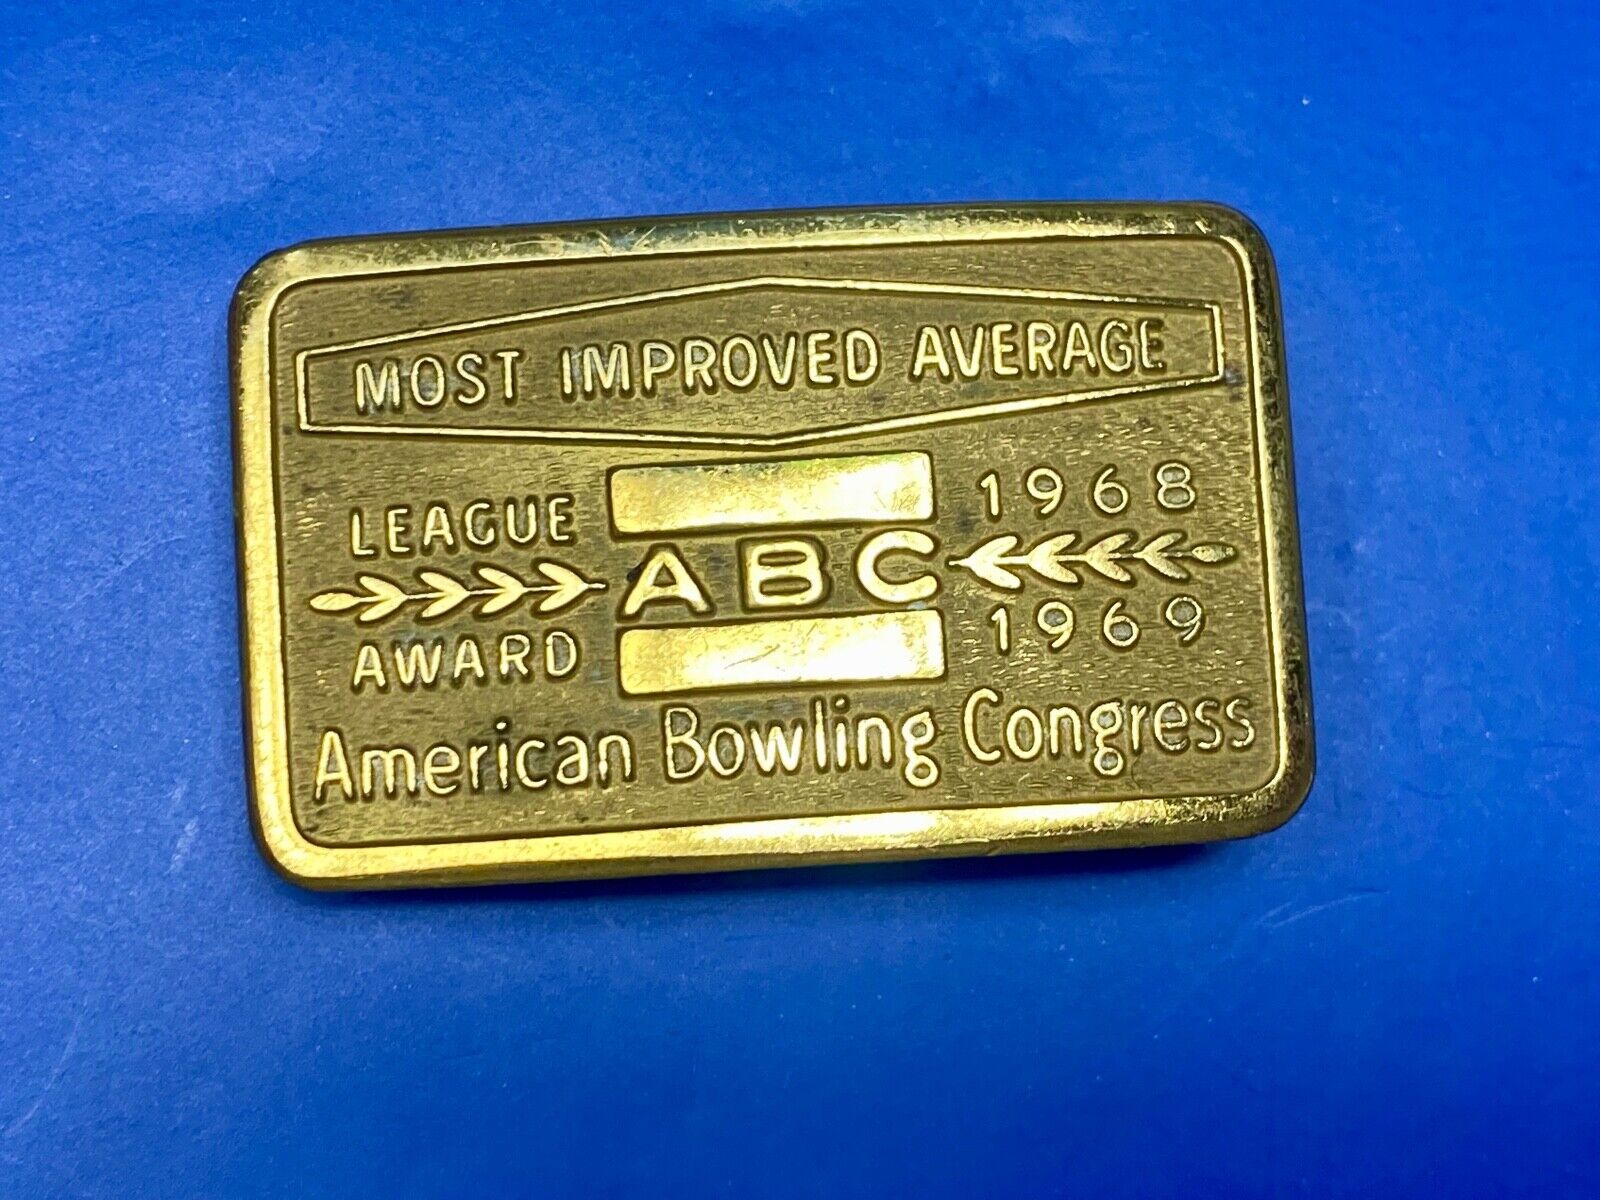 MOST IMPROVED AVERAGE
LEAGUE
AWARD
ABC
1968
1969
American Bowling Congress